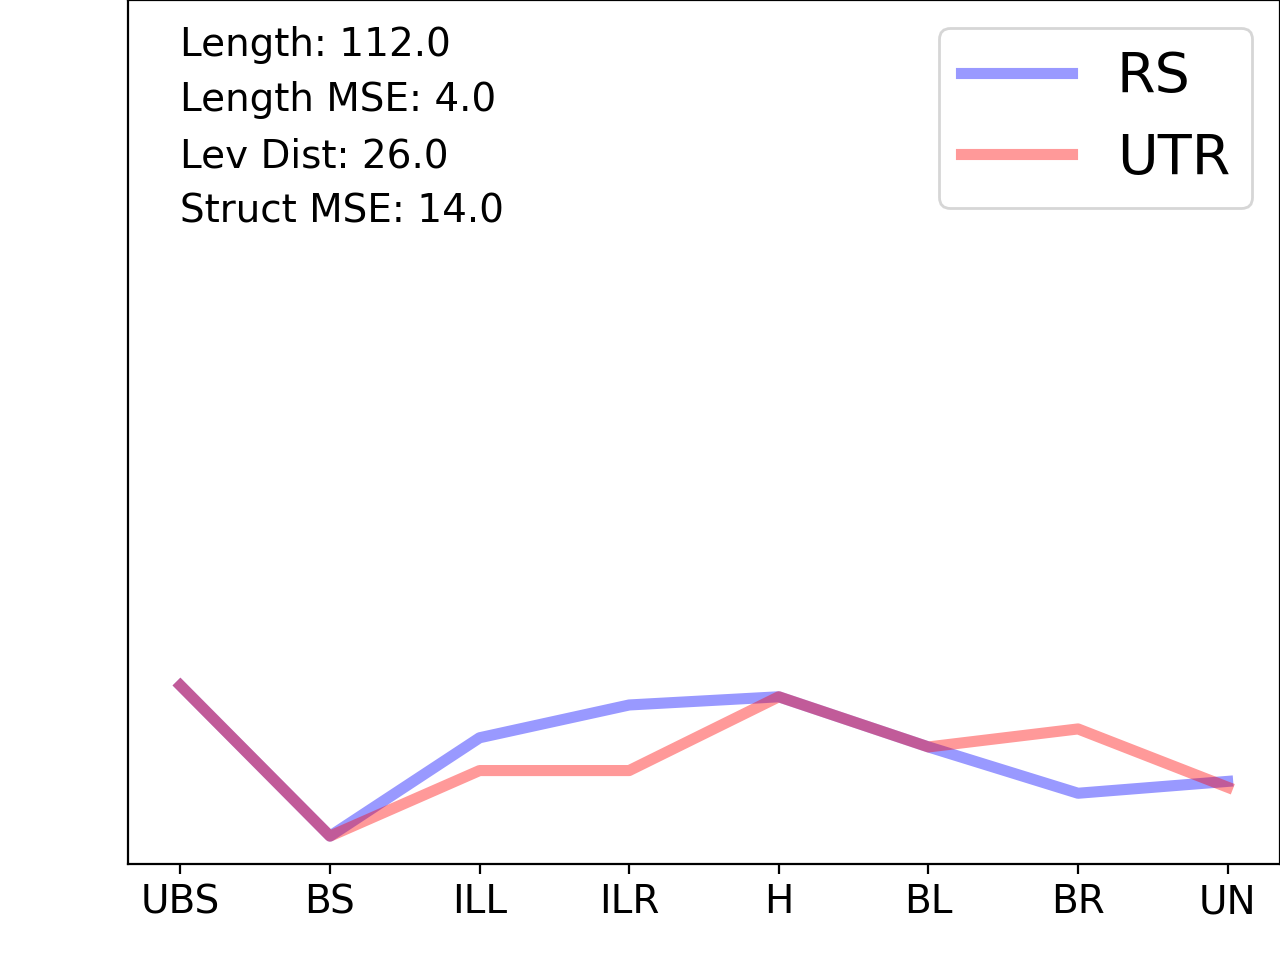 Length: 112.0
Length MSE: 4.0
Lev Dist: 26.0
Struct MSE: 14.0
RS
UTR
UBS BS ILL ILR H BL BR UN